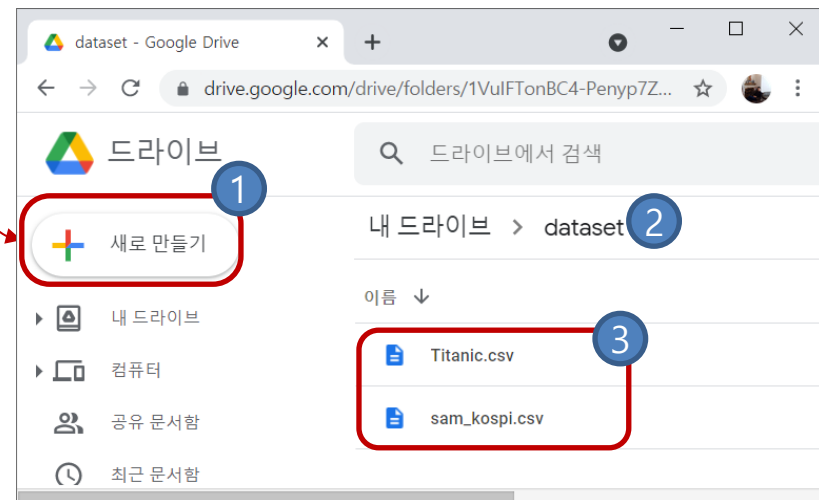 dataset - Google Drive
drive.google.com/drive/folders/1VuIFTonBC4-Penyp7Z...
드라이브
드라이브에서 검색
1
새로 만들기
내 드라이브 > dataset
2
이름
내 드라이브
3
Titanic.csv
컴퓨터
sam_kospi.csv
공유 문서함
최근 문서함